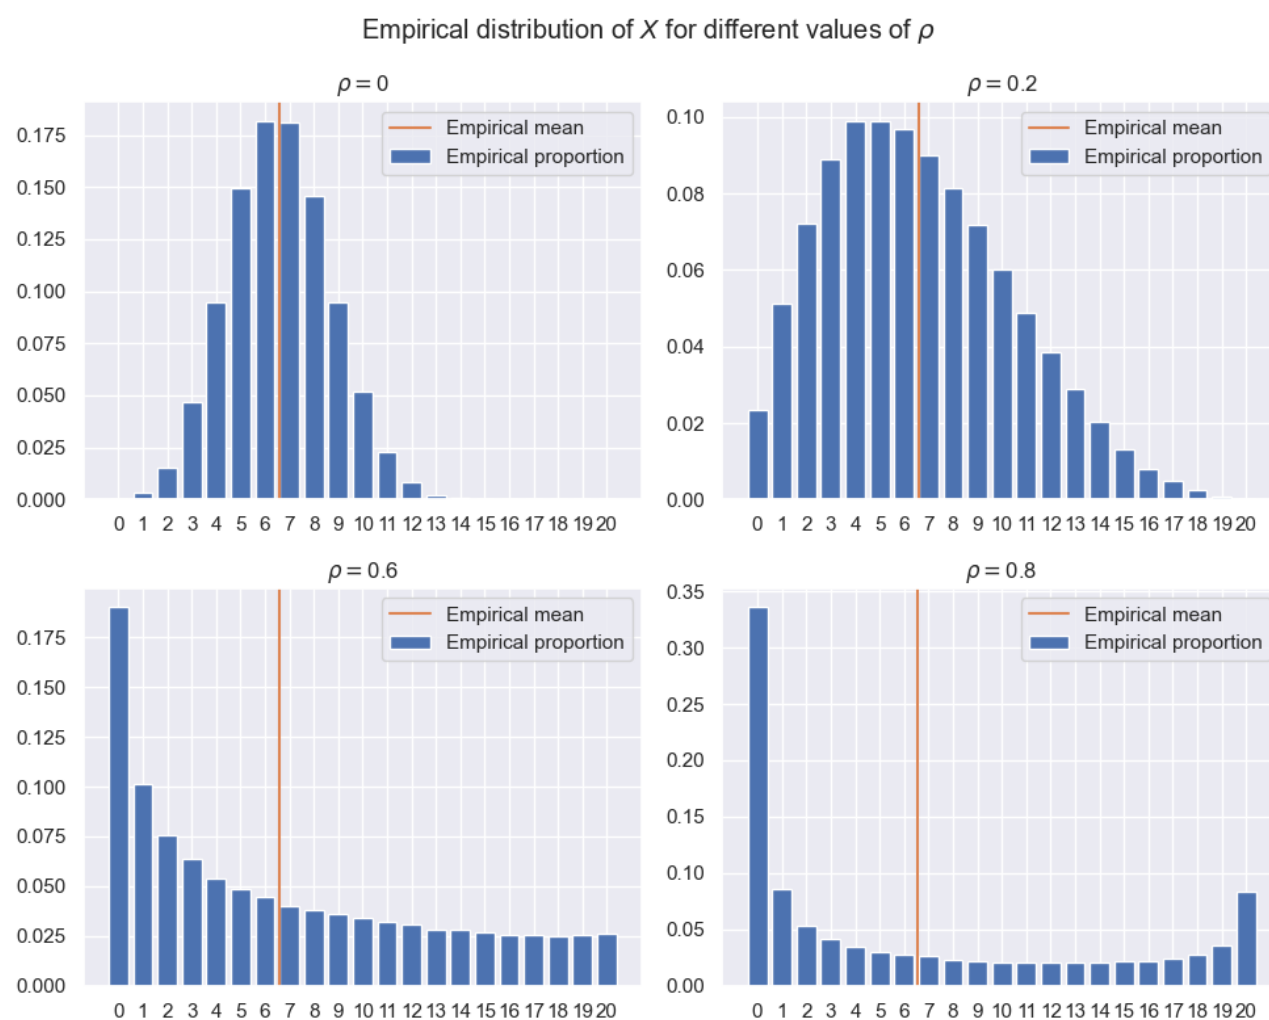 Empirical distribution of X for different values of ρ
ρ = 0
Empirical mean
Empirical proportion
0.175
0.150
0.125
0.100
0.075
0.050
0.025
0.000
0 1 2 3 4 5 6 7 8 9 10 11 12 13 14 15 16 17 18 19 20
ρ = 0.2
Empirical mean
Empirical proportion
0.10
0.08
0.06
0.04
0.02
0.00
0 1 2 3 4 5 6 7 8 9 10 11 12 13 14 15 16 17 18 19 20
ρ = 0.6
Empirical mean
Empirical proportion
0.175
0.150
0.125
0.100
0.075
0.050
0.025
0.000
0 1 2 3 4 5 6 7 8 9 10 11 12 13 14 15 16 17 18 19 20
ρ = 0.8
Empirical mean
Empirical proportion
0.35
0.30
0.25
0.20
0.15
0.10
0.05
0.00
0 1 2 3 4 5 6 7 8 9 10 11 12 13 14 15 16 17 18 19 20